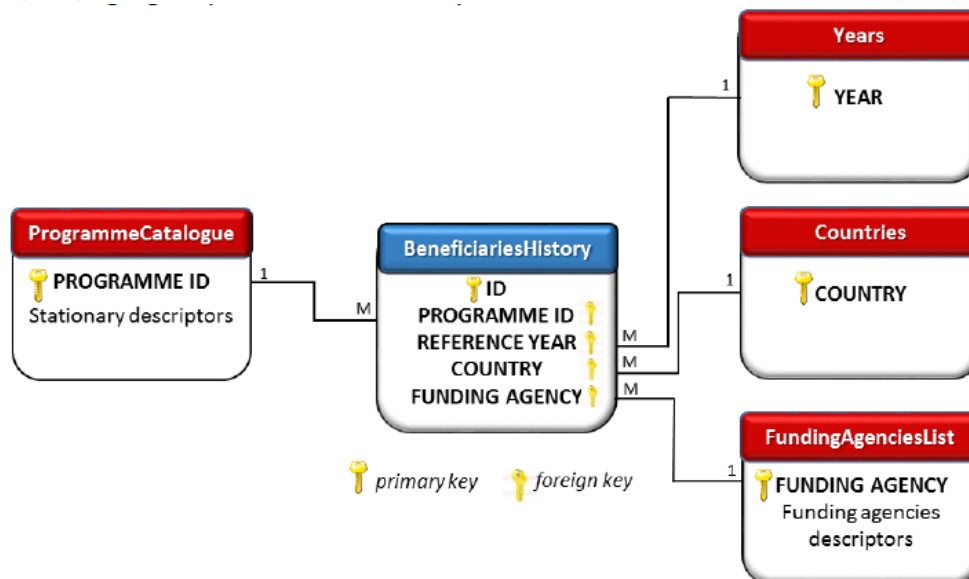 Years
YEAR
1
ProgrammeCatalogue
PROGRAMME ID
Stationary descriptors
1
M
BeneficiariesHistory
ID
PROGRAMME ID
REFERENCE YEAR
COUNTRY
FUNDING AGENCY
M
M
M
Countries
COUNTRY
1
FundingAgenciesList
FUNDING AGENCY
Funding agencies
descriptors
1
primary key
foreign key